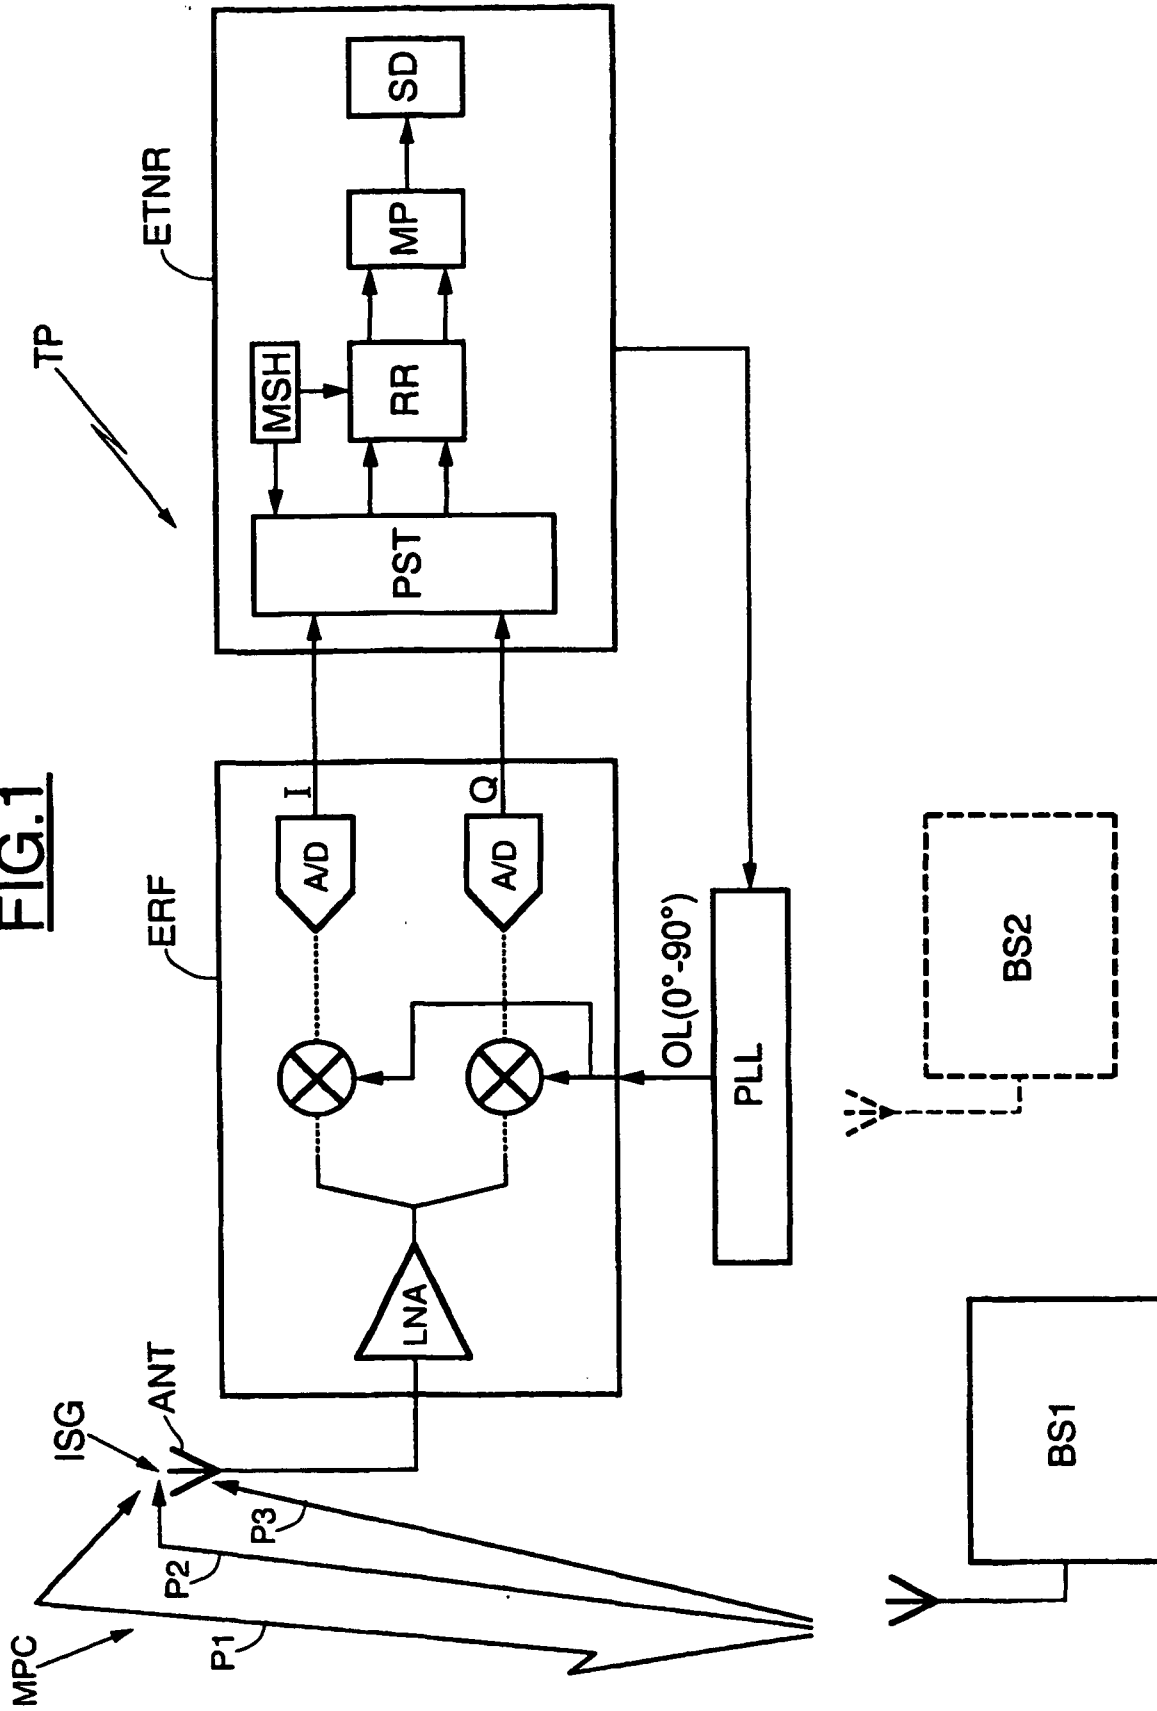 FIG.1
MPC
P1
P2
P3
ISG
ANT
ERF
LNA
A/D
A/D
I
Q
OL(0°-90°)
PLL
TP
ETNR
PST
MSH
RR
MP
SD
BS1
BS2